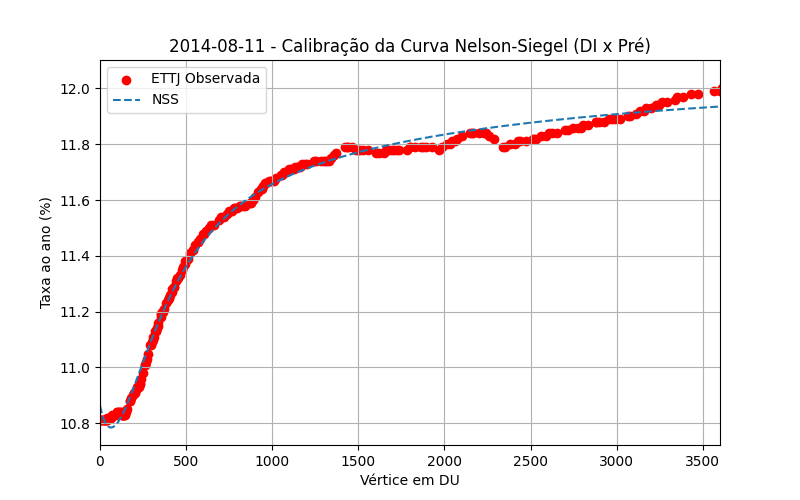 2014-08-11 - Calibração da Curva Nelson-Siegel (DI x Pré)
ETTJ Observada
NSS
12.0
11.8
11.6
11.4
11.2
11.0
10.8
Taxa ao ano (%)
0 500 1000 1500 2000 2500 3000 3500
Vértice em DU